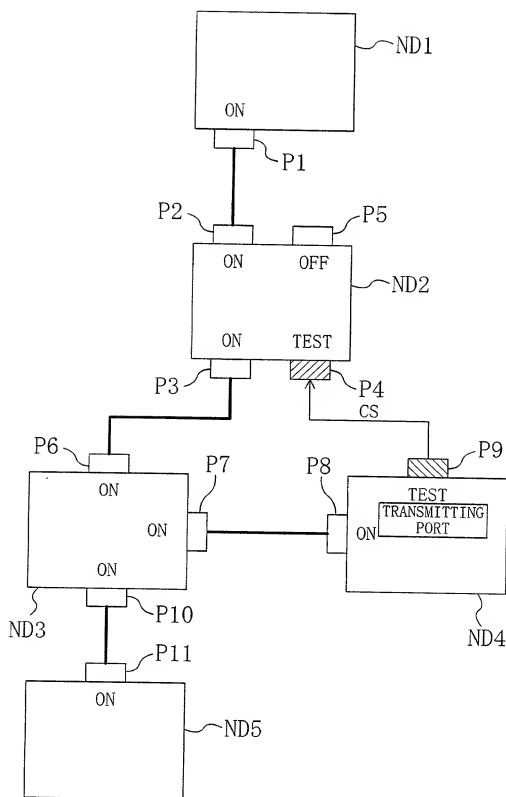 ND1
ON
P1
P2
P5
ON
OFF
ND2
ON
TEST
P3
P4
CS
P6
P7
P8
P9
ON
TEST
TRANSMITTING
PORT
ON
ON
ON
ND3
P10
ND4
P11
ON
ND5